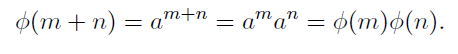 ϕ(m + n) = a^{m+n} = a^m a^n = ϕ(m)ϕ(n).